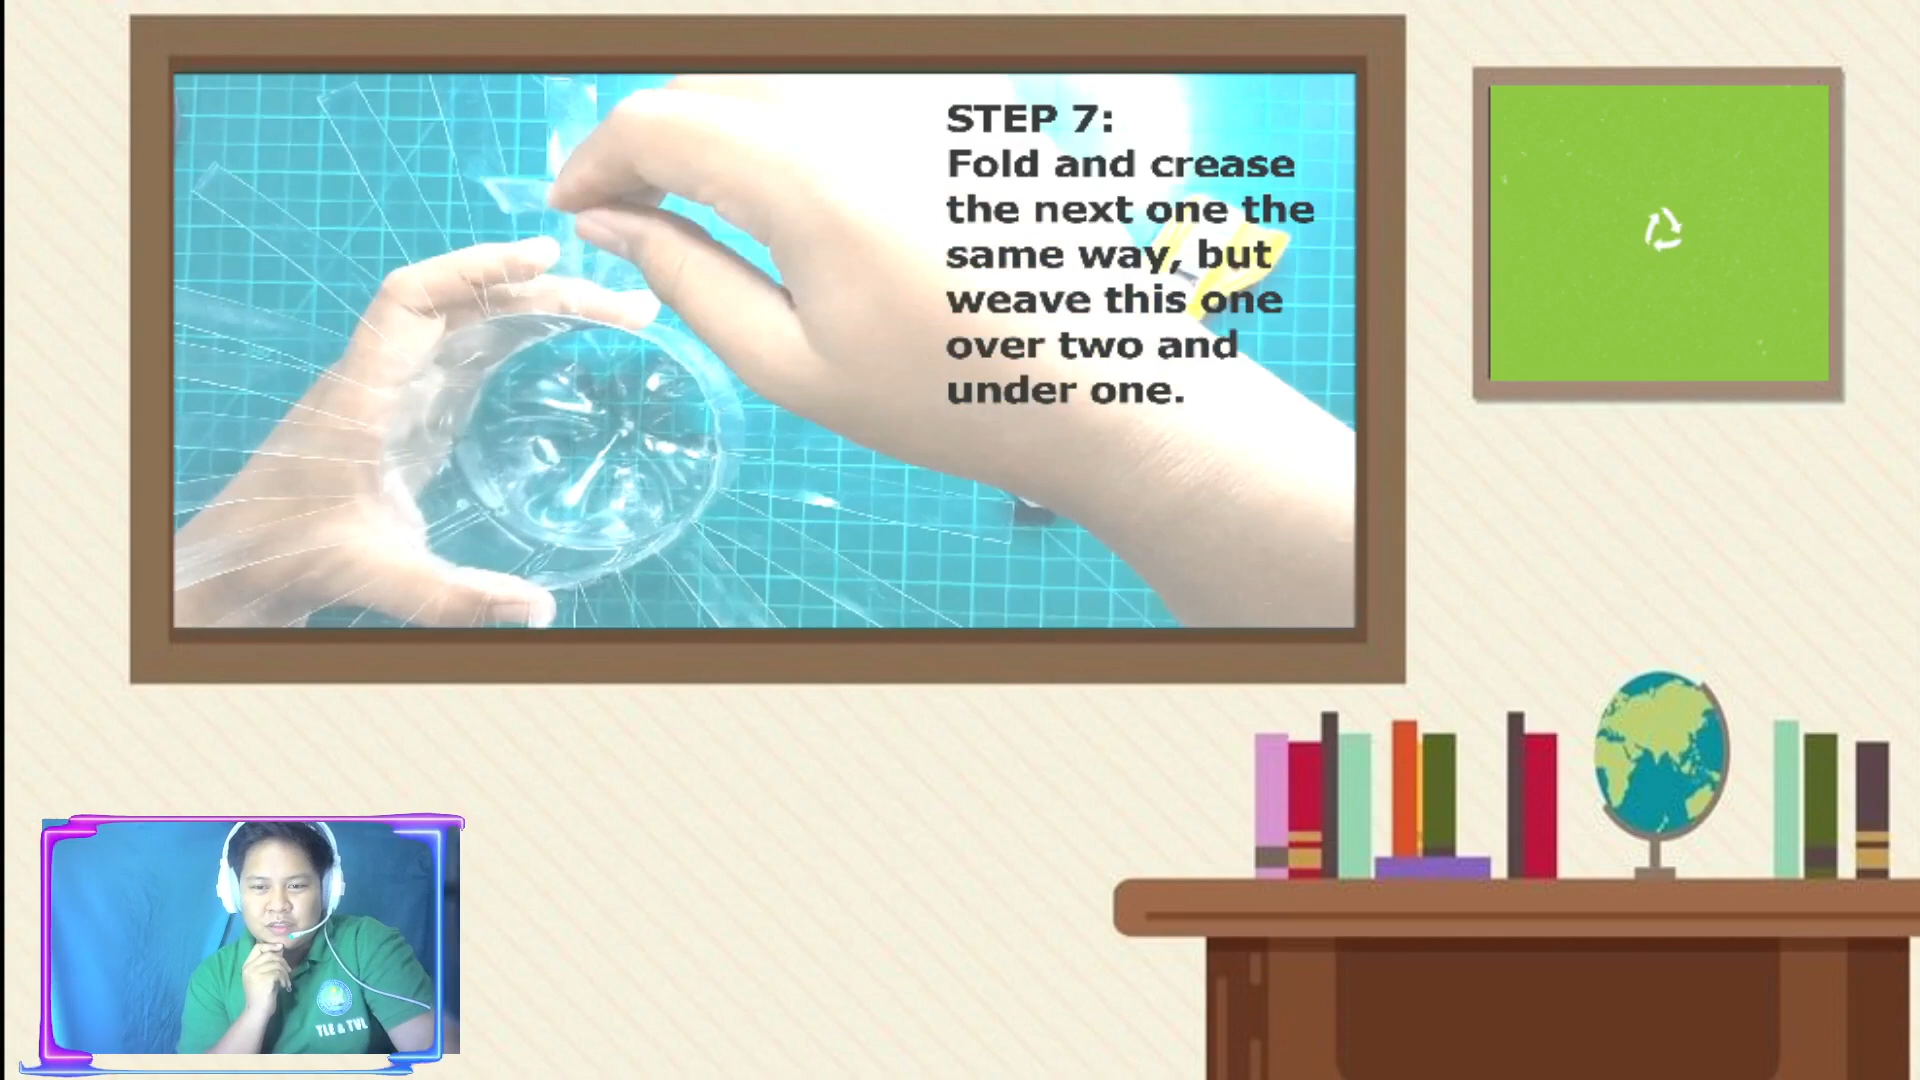 STEP 7:
Fold and crease
the next one the
same way, but
weave this one
over two and
under one.
TLE & TVL